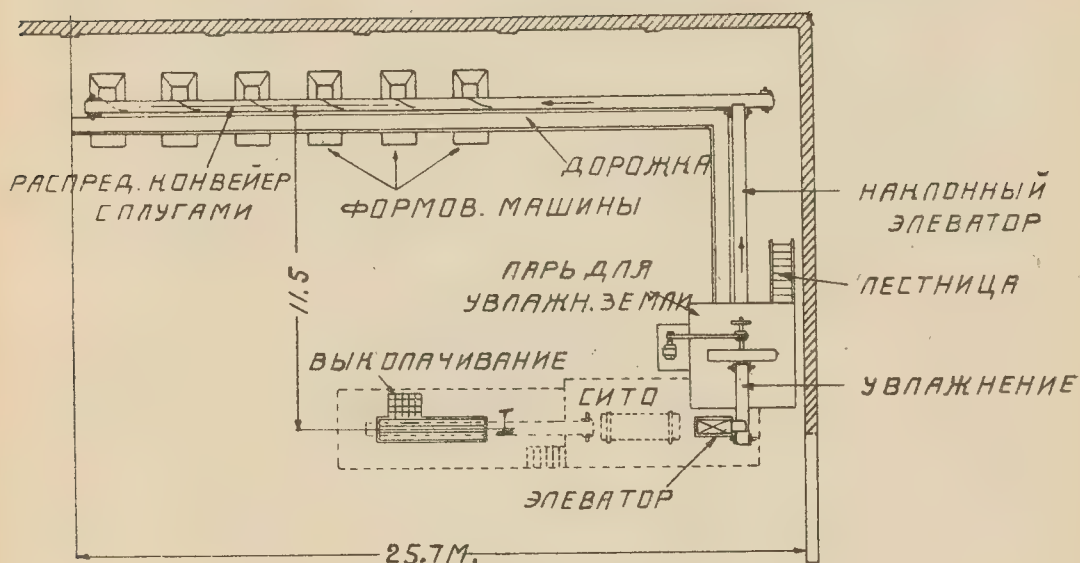 ДОРОЖКА
РАСПРЕД. КОНВЕЙЕР
С ПЛУГАМИ
ФОРМОВ. МАШИНЫ
НАКЛОННЫЙ
ЭЛЕВАТОР
11.5
ЛАРЬ ДЛЯ
УВЛАЖН. ЗЕМЛИ
ЛЕСТНИЦА
ВЫКОЛАЧИВАНИЕ
СИТО
УВЛАЖНЕНИЕ
ЭЛЕВАТОР
25.7М.